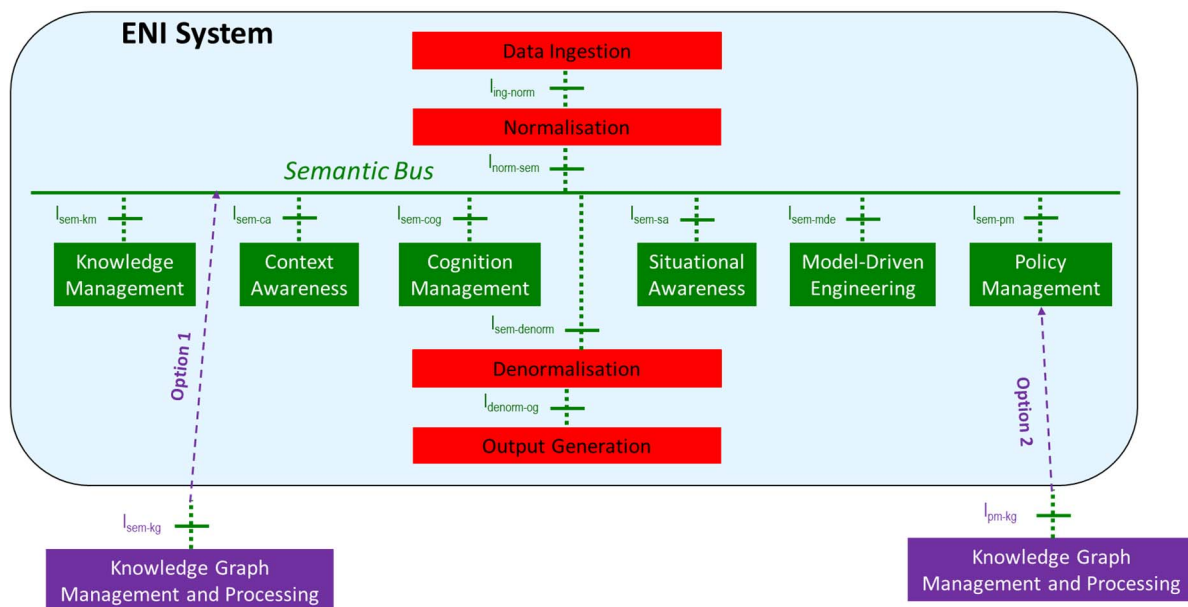 ENI System
Data Ingestion
Iing-norm
Normalisation
Inorm-sem
Semantic Bus
Isem-km
Isem-ca
Isem-cog
Isem-sa
Isem-mde
Isem-pm
Knowledge
Management
Context
Awareness
Cognition
Management
Situational
Awareness
Model-Driven
Engineering
Policy
Management
Isem-denorm
Option 1
Denormalisation
Option 2
Idenorm-og
Output Generation
Isem-kg
Ipm-kg
Knowledge Graph
Management and Processing
Knowledge Graph
Management and Processing